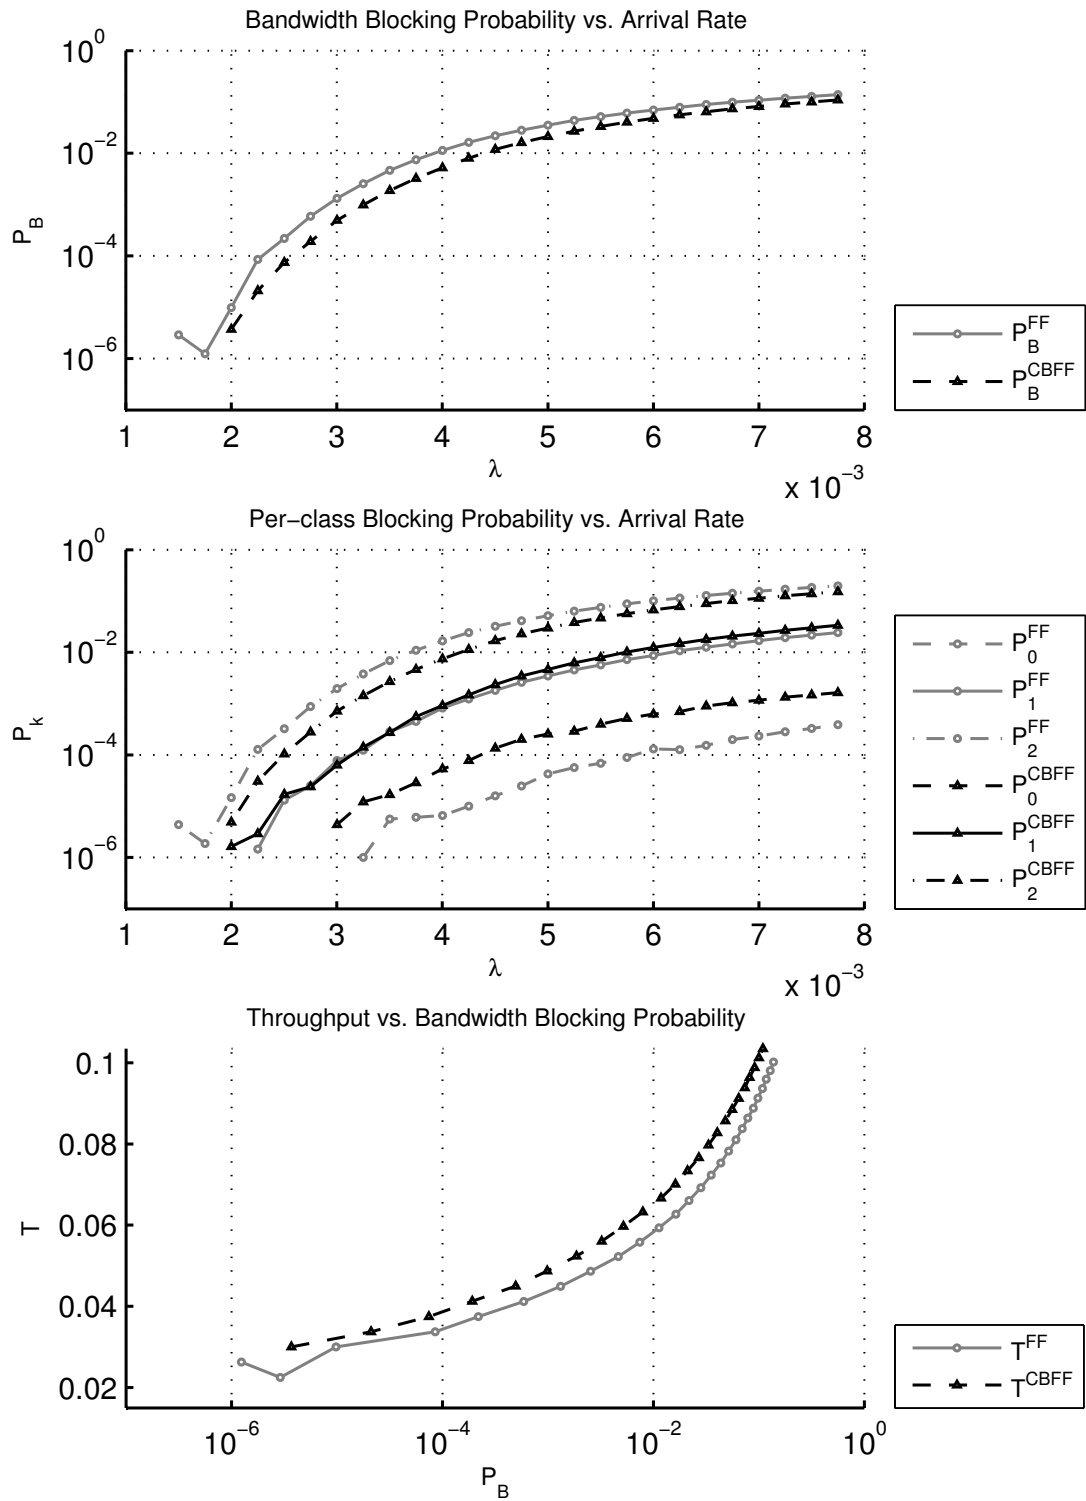 Bandwidth Blocking Probability vs. Arrival Rate
10^0
10^−2
10^−4
10^−6
P_B
1 2 3 4 5 6 7 8
λ
x 10^−3
P_B^FF
P_B^CBFF
Per−class Blocking Probability vs. Arrival Rate
10^0
10^−2
10^−4
10^−6
P_k
1 2 3 4 5 6 7 8
λ
x 10^−3
P_0^FF
P_1^FF
P_2^FF
P_0^CBFF
P_1^CBFF
P_2^CBFF
Throughput vs. Bandwidth Blocking Probability
0.1
0.08
0.06
0.04
0.02
T
10^−6 10^−4 10^−2 10^0
P_B
T^FF
T^CBFF